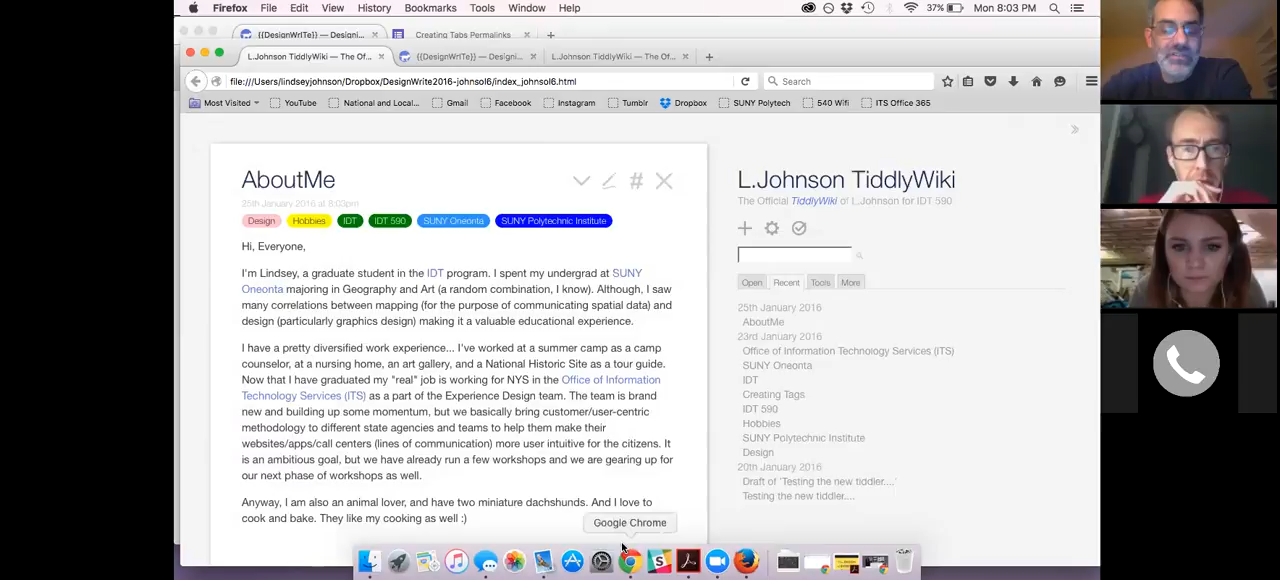 Firefox File Edit View History Bookmarks Tools Window Help 37% Mon 8:03 PM
{{DesignWrITe}} — Designi... Creating Tabs Permalinks
L.Johnson TiddlyWiki — The Of... {{DesignWrITe}} — Designi... L.Johnson TiddlyWiki — The Of...
file:///Users/lindseyjohnson/Dropbox/DesignWrite2016-johnsol6/index_johnsol6.html Search
Most Visited YouTube National and Local... Gmail Facebook Instagram Tumblr Dropbox SUNY Polytech 540 Wifi ITS Office 365
AboutMe
25th January 2016 at 8:03pm
Design Hobbies IDT IDT 590 SUNY Oneonta SUNY Polytechnic Institute
Hi, Everyone,
I'm Lindsey, a graduate student in the IDT program. I spent my undergrad at SUNY
Oneonta majoring in Geography and Art (a random combination, I know). Although, I saw
many correlations between mapping (for the purpose of communicating spatial data) and
design (particularly graphics design) making it a valuable educational experience.
I have a pretty diversified work experience... I've worked at a summer camp as a camp
counselor, at a nursing home, an art gallery, and a National Historic Site as a tour guide.
Now that I have graduated my "real" job is working for NYS in the Office of Information
Technology Services (ITS) as a part of the Experience Design team. The team is brand
new and building up some momentum, but we basically bring customer/user-centric
methodology to different state agencies and teams to help them make their
websites/apps/call centers (lines of communication) more user intuitive for the citizens. It
is an ambitious goal, but we have already run a few workshops and we are gearing up for
our next phase of workshops as well.
Anyway, I am also an animal lover, and have two miniature dachshunds. And I love to
cook and bake. They like my cooking as well :)
L.Johnson TiddlyWiki
The Official TiddlyWiki of L.Johnson for IDT 590
Open Recent Tools More
25th January 2016
AboutMe
23rd January 2016
Office of Information Technology Services (ITS)
SUNY Oneonta
IDT
Creating Tags
IDT 590
Hobbies
SUNY Polytechnic Institute
Design
20th January 2016
Draft of 'Testing the new tiddler....'
Testing the new tiddler....
Google Chrome